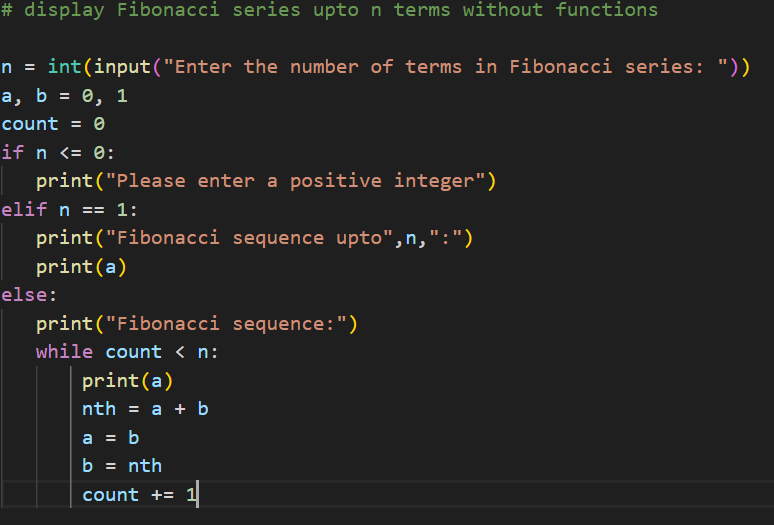 # display Fibonacci series upto n terms without functions

n = int(input("Enter the number of terms in Fibonacci series: "))
a, b = 0, 1
count = 0
if n <= 0:
   print("Please enter a positive integer")
elif n == 1:
   print("Fibonacci sequence upto",n,":")
   print(a)
else:
   print("Fibonacci sequence:")
   while count < n:
       print(a)
       nth = a + b
       a = b
       b = nth
       count += 1